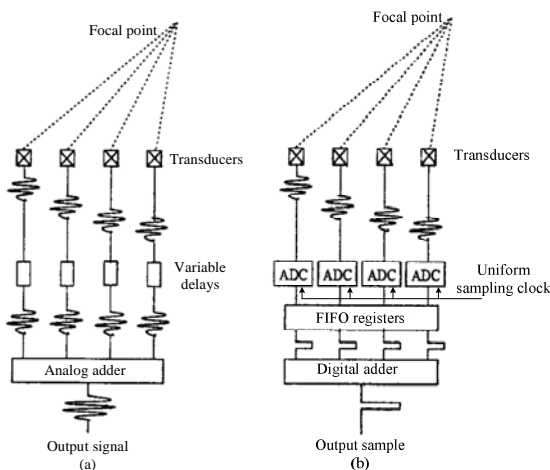 Focal point
Transducers
Variable
delays
Analog adder
Output signal
(a)
Focal point
Transducers
ADC ADC ADC ADC
Uniform
sampling clock
FIFO registers
Digital adder
Output sample
(b)